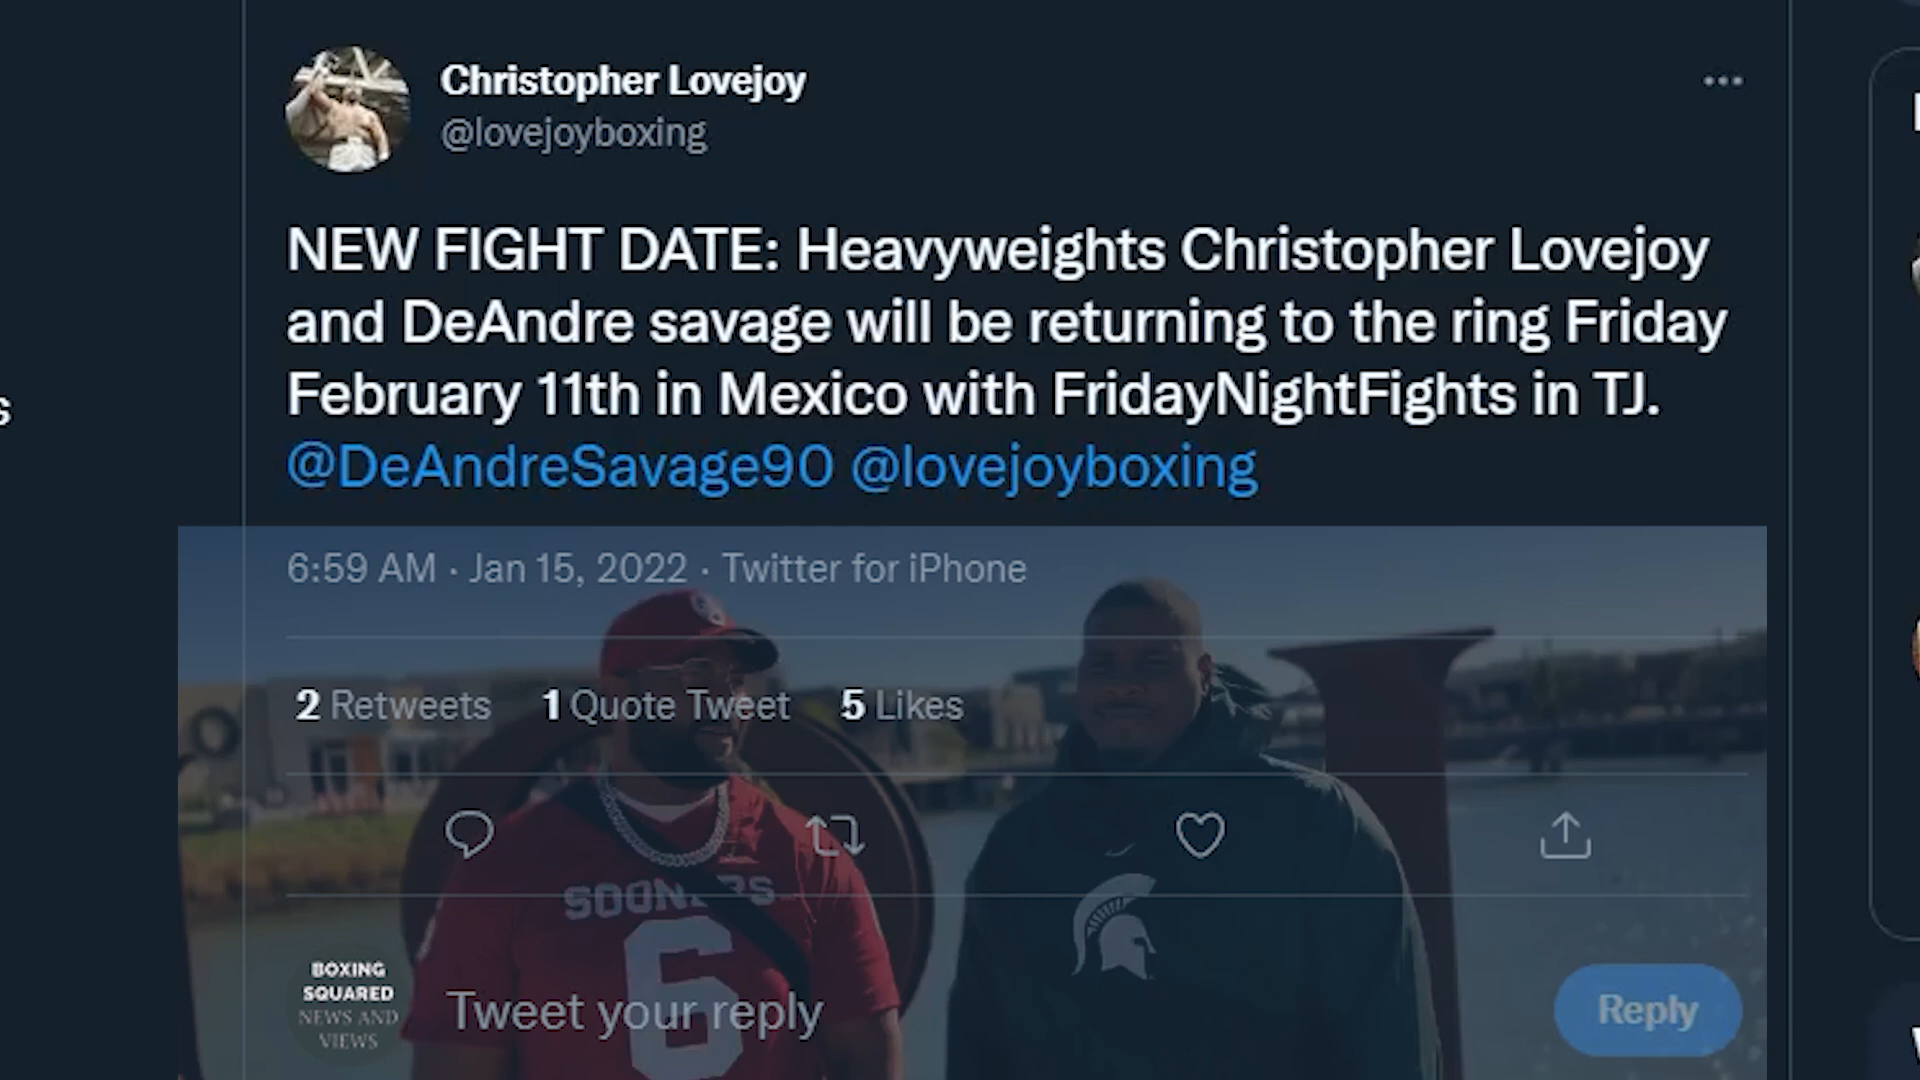 Christopher Lovejoy
@lovejoyboxing
NEW FIGHT DATE: Heavyweights Christopher Lovejoy
and DeAndre savage will be returning to the ring Friday
February 11th in Mexico with FridayNightFights in TJ.
@DeAndreSavage90 @lovejoyboxing
6:59 AM · Jan 15, 2022 · Twitter for iPhone
2 Retweets 1 Quote Tweet 5 Likes
6
BOXING
SQUARED
NEWS AND
VIEWS
Tweet your reply
Reply